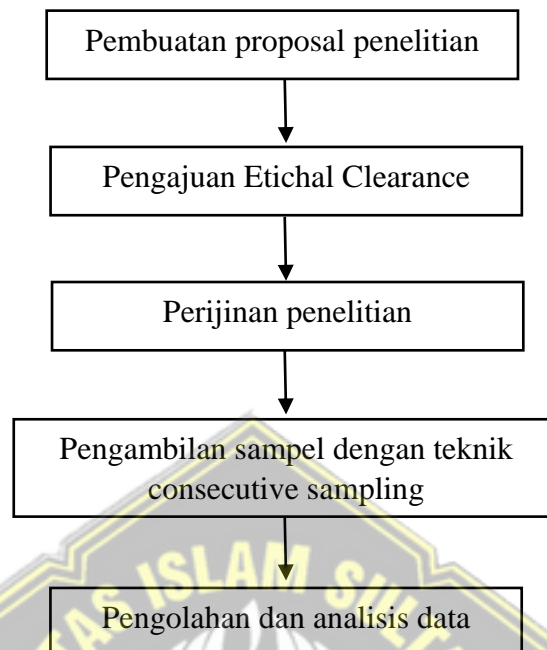 Pembuatan proposal penelitian
Pengajuan Etichal Clearance
Perijinan penelitian
Pengambilan sampel dengan teknik
consecutive sampling
ISLAM
Pengolahan dan analisis data